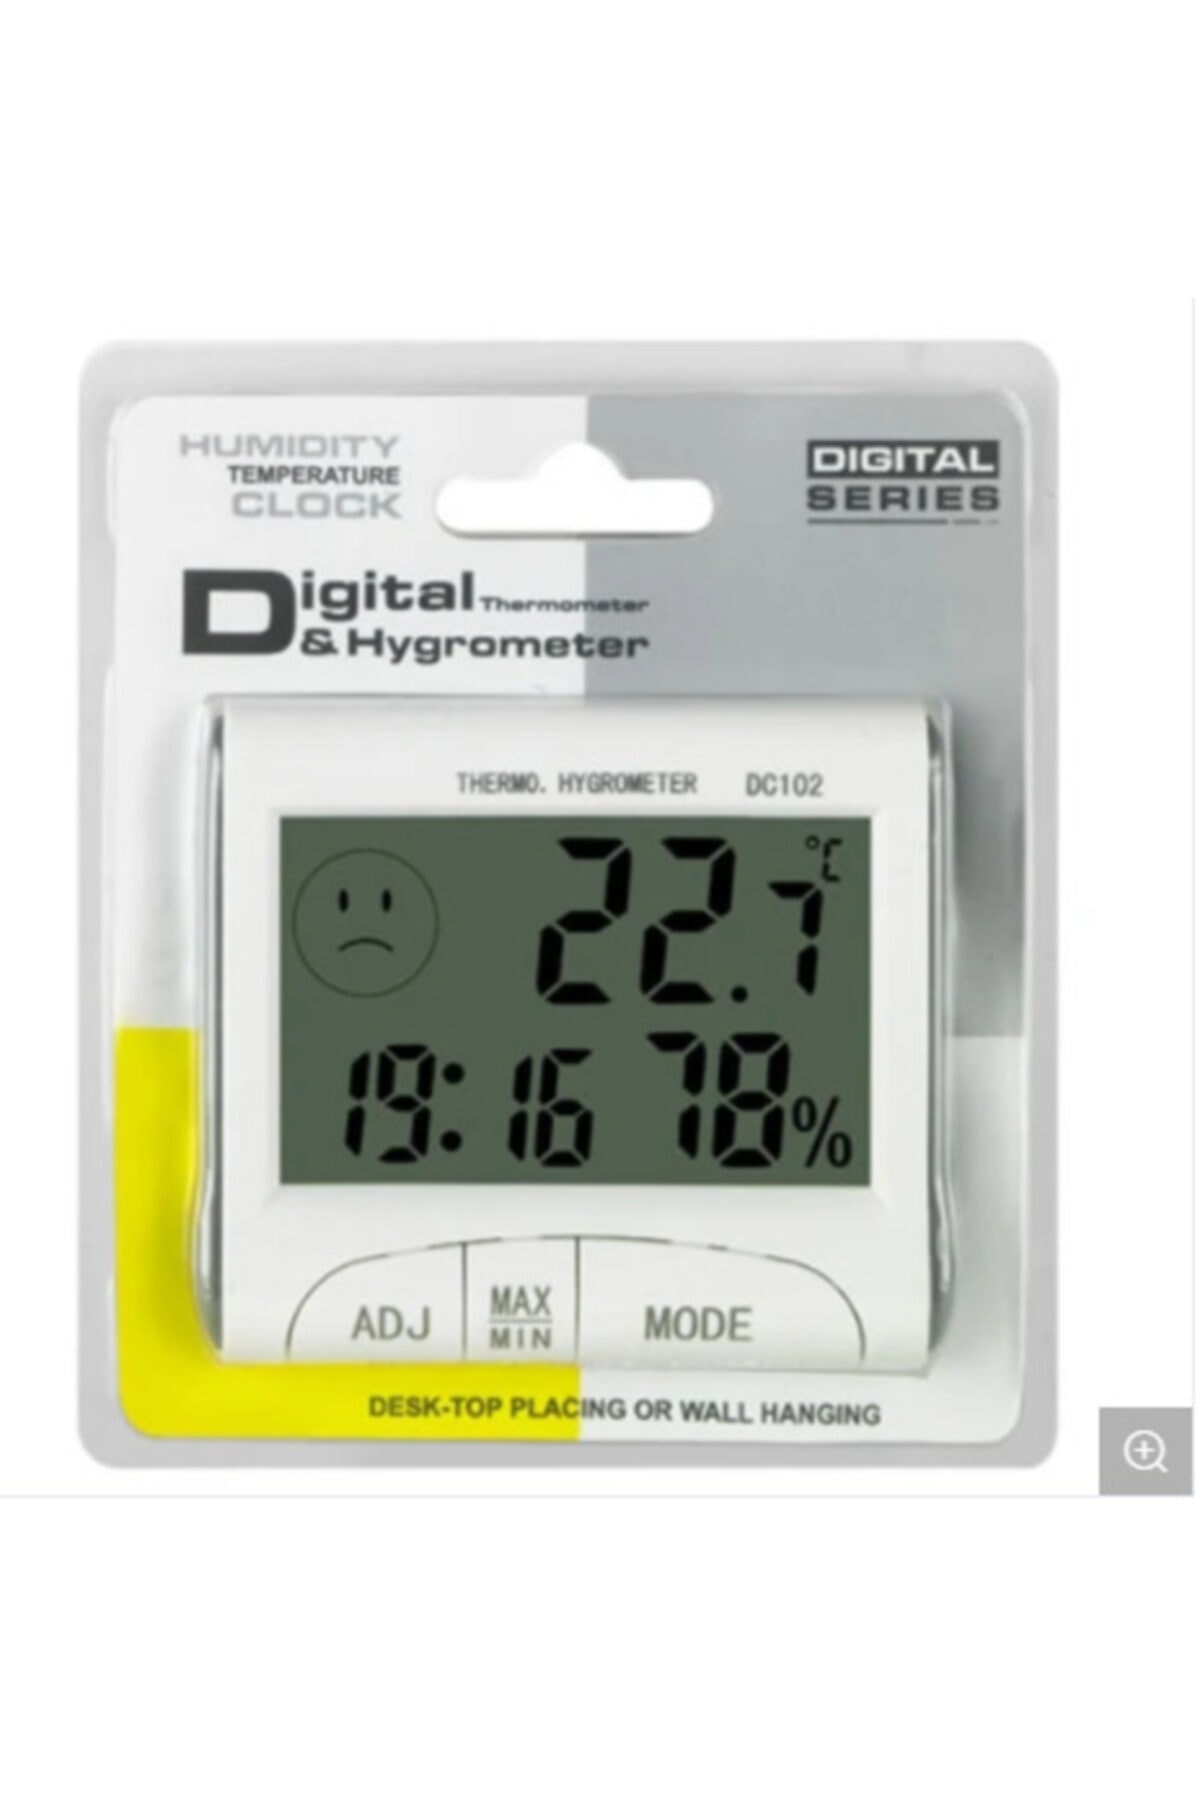 HUMIDITY
TEMPERATURE
CLOCK
DIGITAL
SERIES
Digital Thermometer
& Hygrometer
THERMO. HYGROMETER DC102
22.7 °C
19:16 78%
ADJ
MAX
MIN
MODE
DESK-TOP PLACING OR WALL HANGING